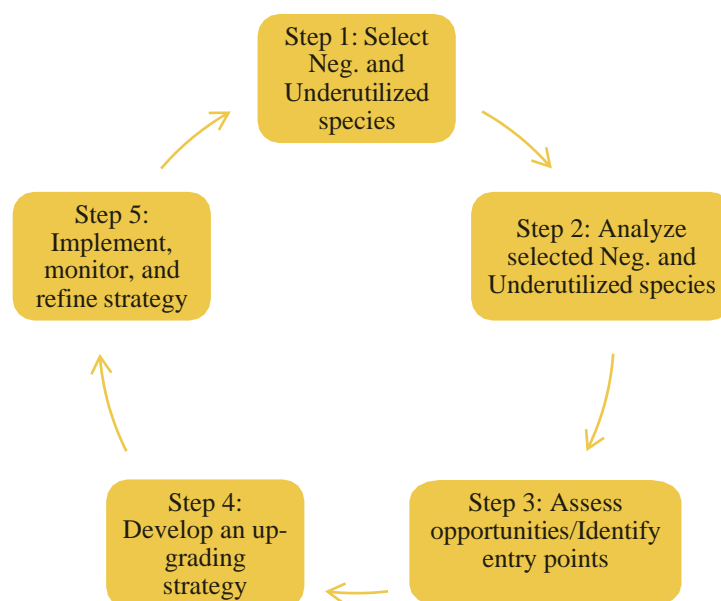 Step 1: Select
Neg. and
Underutilized
species
Step 2: Analyze
selected Neg. and
Underutilized species
Step 3: Assess
opportunities/Identify
entry points
Step 4:
Develop an up-
grading
strategy
Step 5:
Implement,
monitor, and
refine strategy